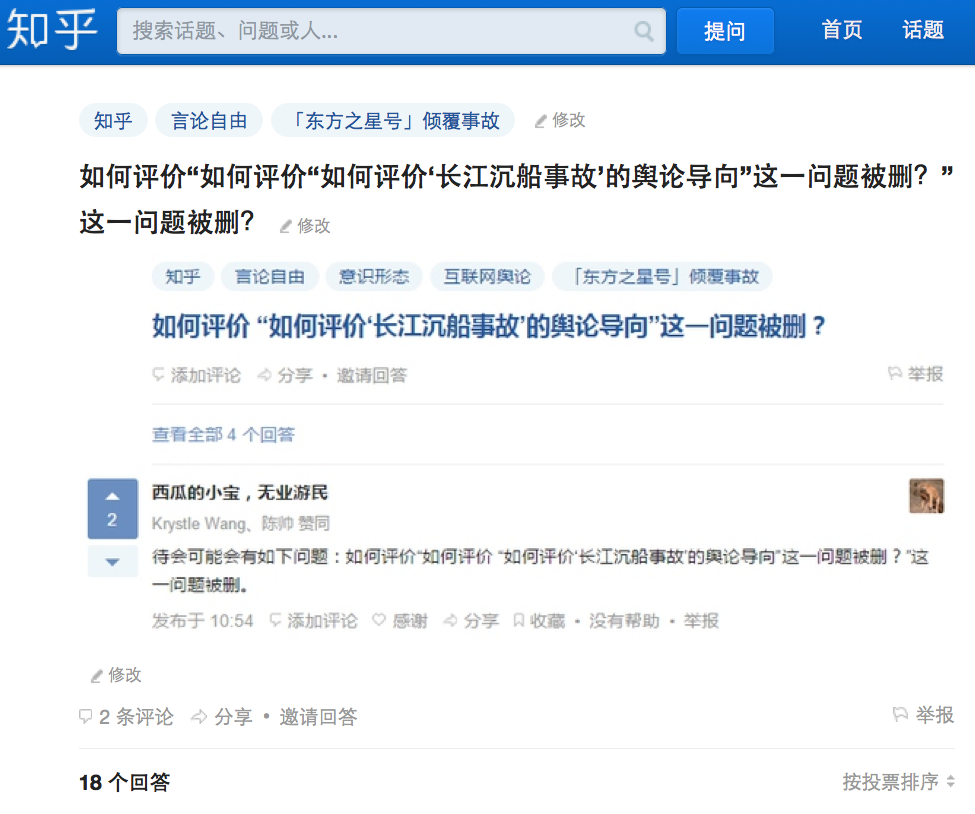 知乎
搜索话题、问题或人...
提问
首页
话题
知乎
言论自由
「东方之星号」倾覆事故
修改
如何评价“如何评价“如何评价‘长江沉船事故’的舆论导向”这一问题被删？”
这一问题被删？
修改
知乎
言论自由
意识形态
互联网舆论
「东方之星号」倾覆事故
如何评价 “如何评价‘长江沉船事故’的舆论导向”这一问题被删？
添加评论 分享 • 邀请回答
举报
查看全部 4 个回答
2
西瓜的小宝，无业游民
Krystle Wang、陈帅 赞同
待会可能会有如下问题：如何评价“如何评价 “如何评价‘长江沉船事故’的舆论导向”这一问题被删？”这
一问题被删。
发布于 10:54 添加评论 感谢 分享 收藏 • 没有帮助 • 举报
修改
2 条评论 分享 • 邀请回答
举报
18 个回答
按投票排序